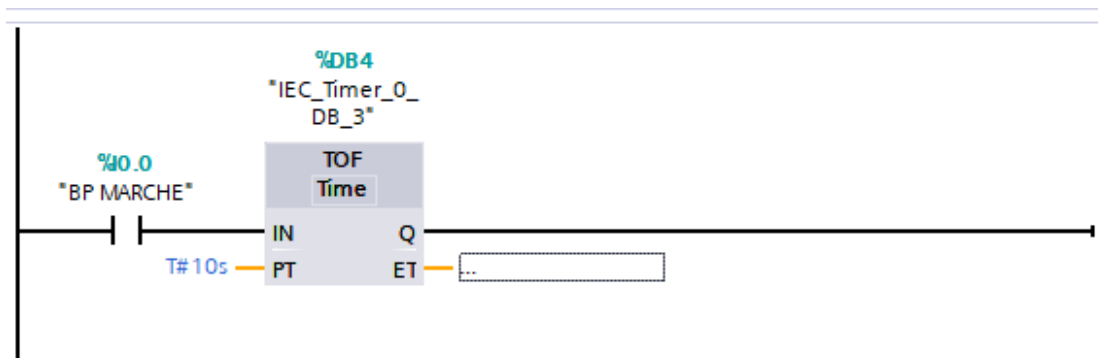 %DB4
"IEC_Timer_0_
DB_3"
%I0.0
"BP MARCHE"
TOF
Time
IN
Q
T#10s
PT
ET
...